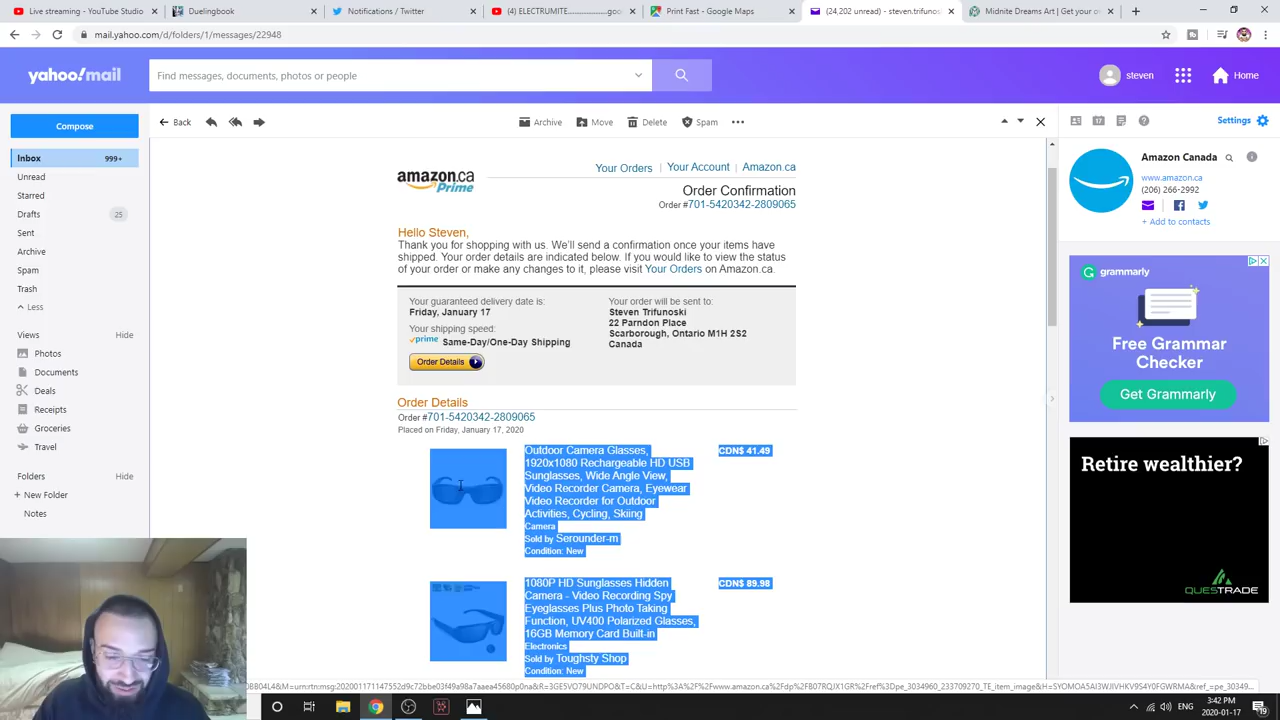 Live streaming - YouTube Studio
Duelingbook
Notifications / Twitter
(4) ELECTRUMITE..................goo
Print Fast - Google Maps
(24,202 unread) - steven.trifunos
Midnite Dreams Art | Get your o
mail.yahoo.com/d/folders/1/messages/22948
yahoo!mail
Find messages, documents, photos or people
steven
Home
Compose
Back
Archive
Move
Delete
Spam
Settings
Inbox
999+
Unread
Starred
Drafts
25
Sent
Archive
Spam
Trash
Less
Views
Hide
Photos
Documents
Deals
Receipts
Groceries
Travel
Folders
Hide
+ New Folder
Notes
amazon.ca
Prime
Your Orders | Your Account | Amazon.ca
Order Confirmation
Order #701-5420342-2809065
Hello Steven,
Thank you for shopping with us. We'll send a confirmation once your items have
shipped. Your order details are indicated below. If you would like to view the status
of your order or make any changes to it, please visit Your Orders on Amazon.ca.
Your guaranteed delivery date is:
Friday, January 17
Your shipping speed:
prime Same-Day/One-Day Shipping
Order Details
Your order will be sent to:
Steven Trifunoski
22 Parndon Place
Scarborough, Ontario M1H 2S2
Canada
Order Details
Order #701-5420342-2809065
Placed on Friday, January 17, 2020
Outdoor Camera Glasses,
1920x1080 Rechargeable HD USB
Sunglasses, Wide Angle View,
Video Recorder Camera, Eyewear
Video Recorder for Outdoor
Activities, Cycling, Skiing
Camera
Sold by Serounder-m
Condition: New
CDN$ 41.49
1080P HD Sunglasses Hidden
Camera - Video Recording Spy
Eyeglasses Plus Photo Taking
Function, UV400 Polarized Glasses,
16GB Memory Card Built-in
Electronics
Sold by Toughsty Shop
Condition: New
CDN$ 89.98
Amazon Canada
www.amazon.ca
(206) 266-2992
+ Add to contacts
grammarly
Free Grammar
Checker
Get Grammarly
Retire wealthier?
QUESTRADE
3:42 PM
2020-01-17